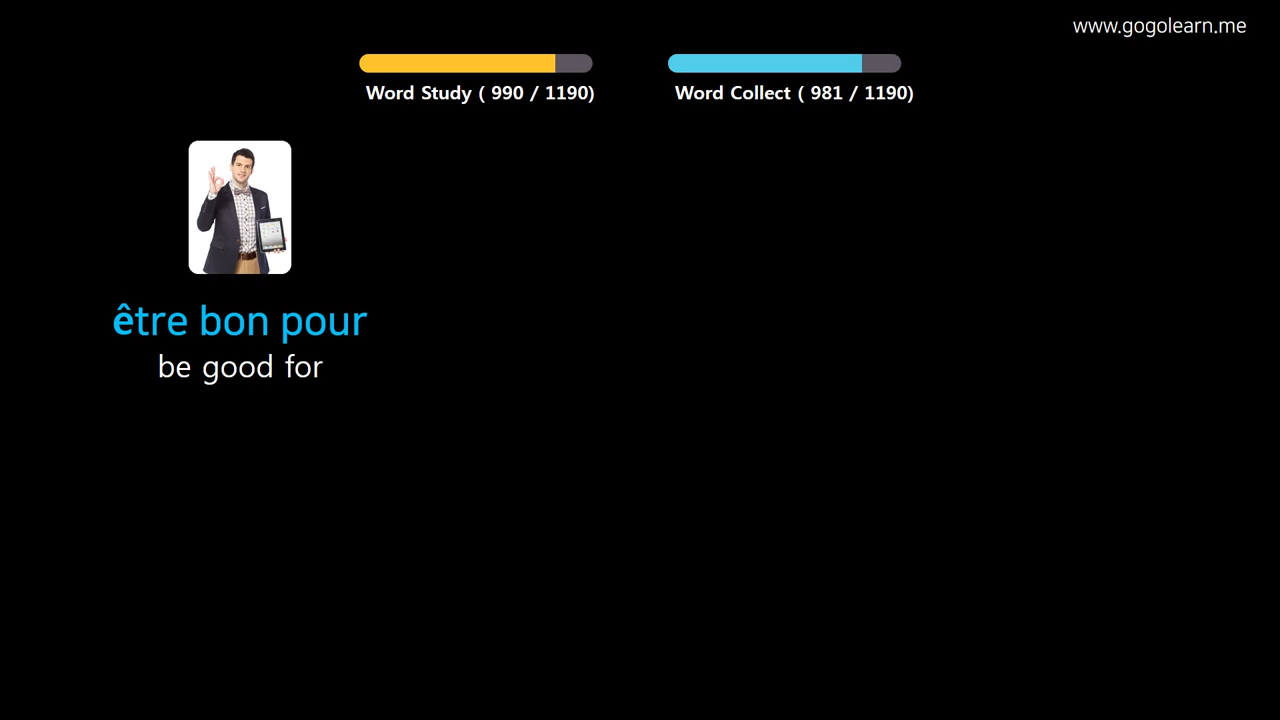 www.gogolearn.me
Word Study ( 990 / 1190)
Word Collect ( 981 / 1190)
être bon pour
be good for